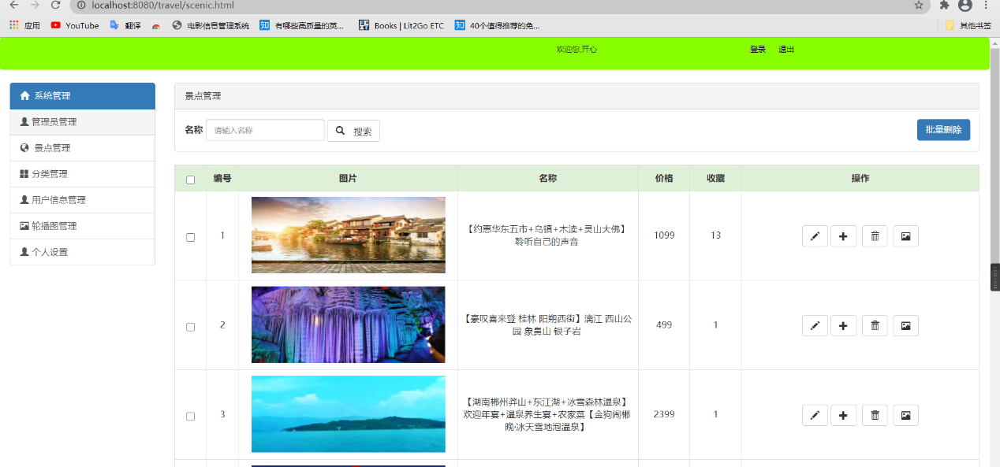 localhost:8080/travel/scenic.html
应用 YouTube 翻译 电影信息管理系统 知 有哪些高质量的英... Books | Lit2Go ETC 知 40个值得推荐的免... 其他书签
欢迎您,开心 登录 退出
系统管理
管理员管理
景点管理
分类管理
用户信息管理
轮播图管理
个人设置
景点管理
名称 请输入名称 搜索 批量删除
编号 图片 名称 价格 收藏 操作
1 【约惠华东五市+乌镇+木渎+灵山大佛】 1099 13
聆听自己的声音
2 【豪叹喜来登 桂林 阳朔西街】漓江 西山公 499 1
园 象鼻山 银子岩
3 【湖南郴州莽山+东江湖+冰雪森林温泉】 2399 1
欢迎年宴+温泉养生宴+农家菜【金狗闹郴
晚·冰天雪地泡温泉】